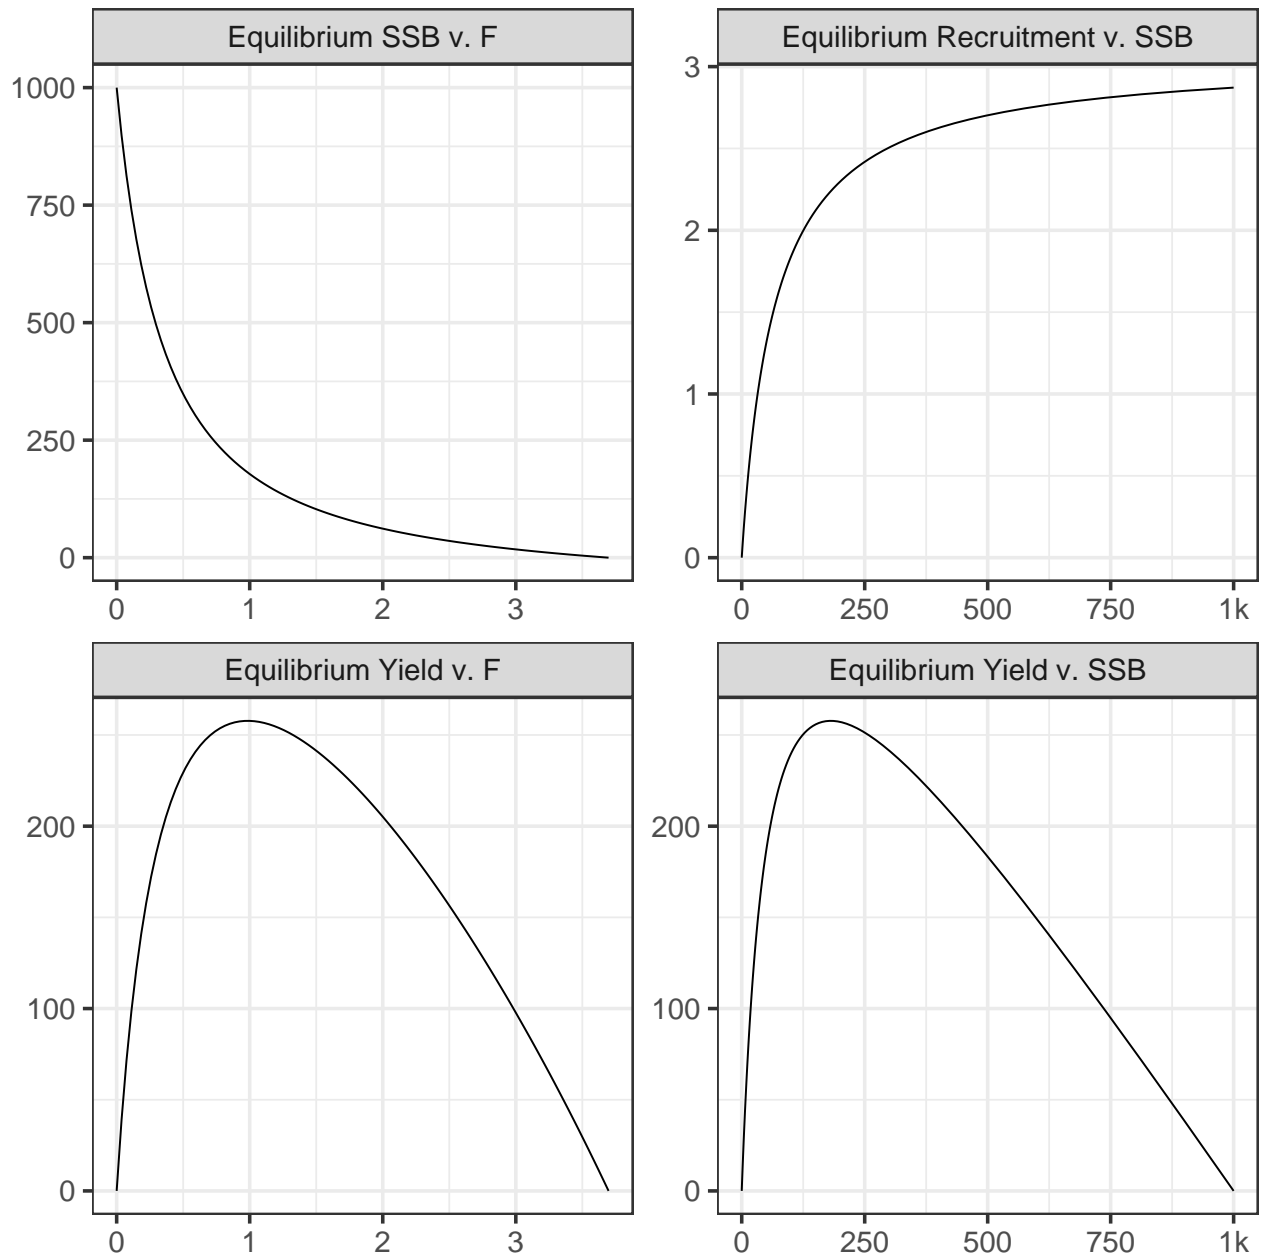 Equilibrium SSB v. F
1000
750
500
250
0
0 1 2 3
Equilibrium Recruitment v. SSB
3
2
1
0
0 250 500 750 1k
Equilibrium Yield v. F
200
100
0
0 1 2 3
Equilibrium Yield v. SSB
200
100
0
0 250 500 750 1k